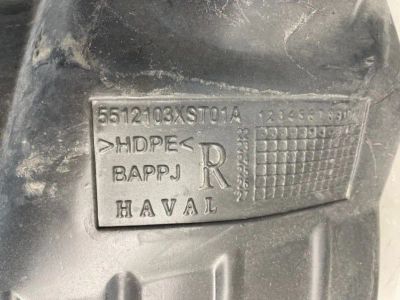 5512103XST01A
>HDPE<
BAPPJ
R
HAVAL